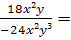 18x²y
―――― =
−24x²y³